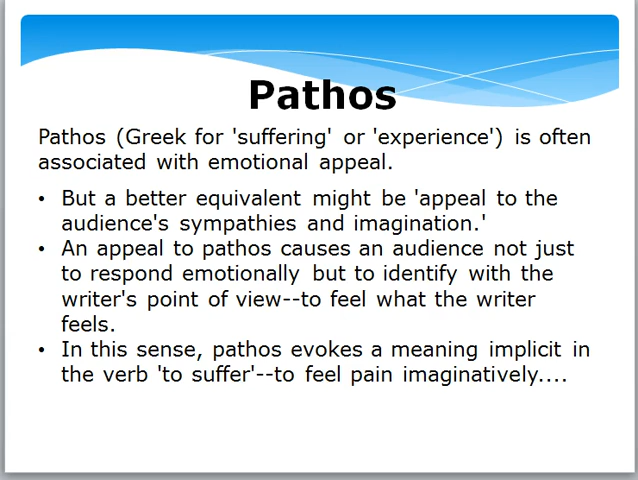 Pathos
Pathos (Greek for 'suffering' or 'experience') is often
associated with emotional appeal.
• But a better equivalent might be 'appeal to the
audience's sympathies and imagination.'
• An appeal to pathos causes an audience not just
to respond emotionally but to identify with the
writer's point of view--to feel what the writer
feels.
• In this sense, pathos evokes a meaning implicit in
the verb 'to suffer'--to feel pain imaginatively....